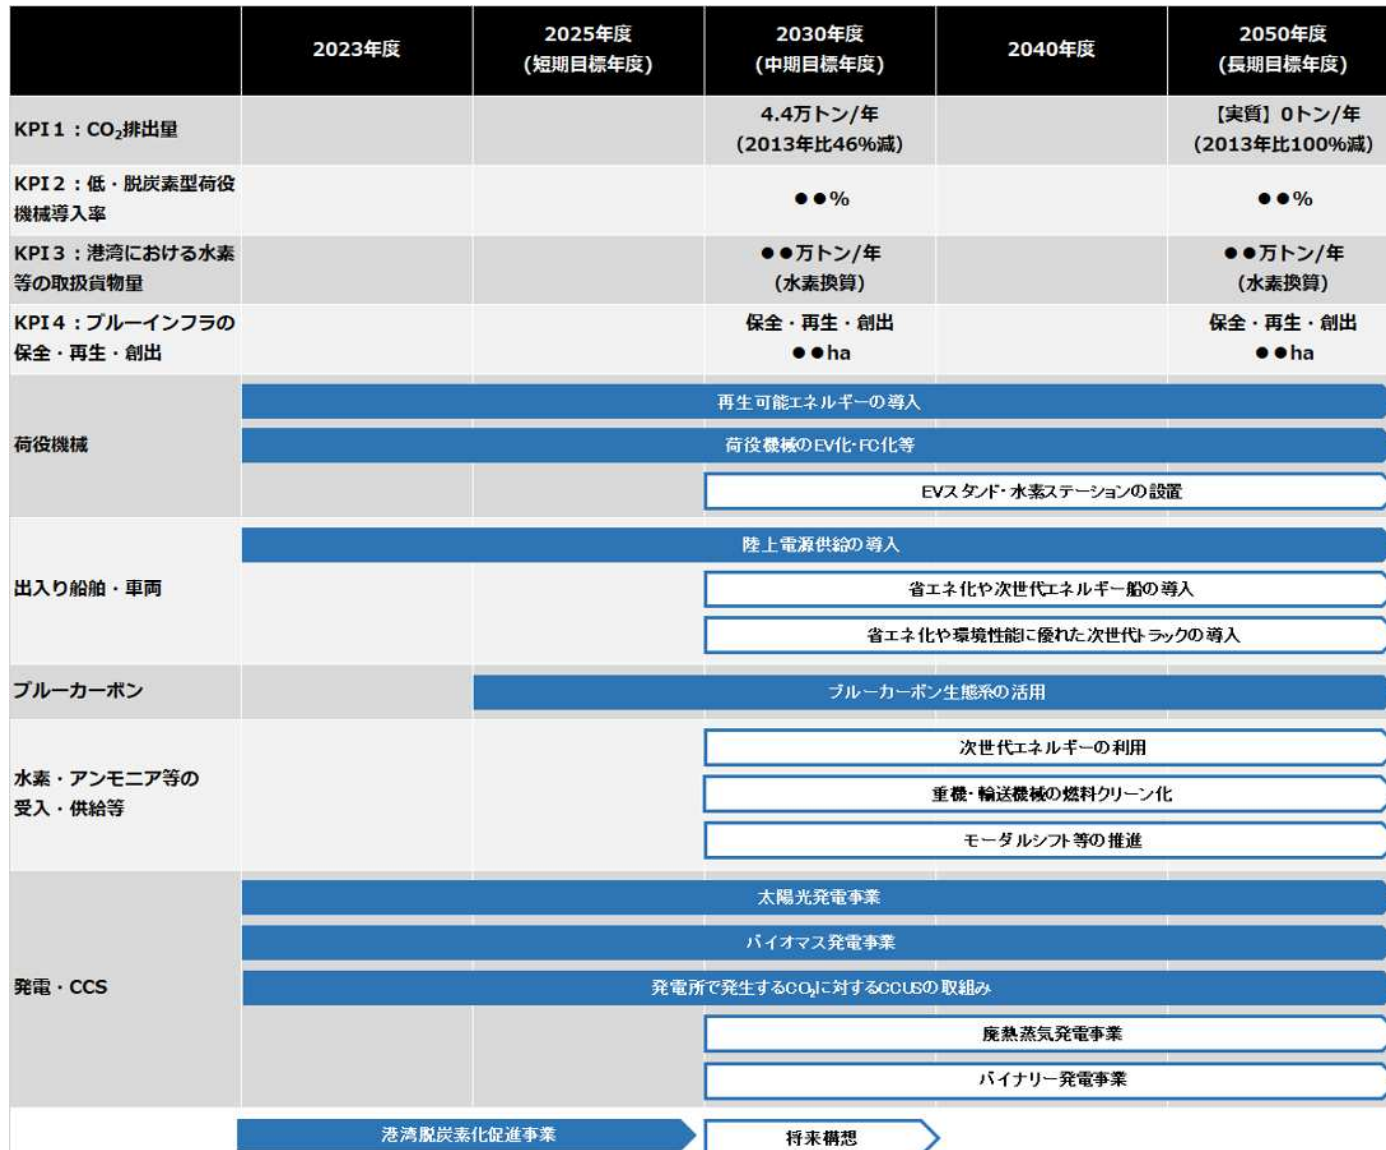 2023年度
2025年度
(短期目標年度)
2030年度
(中期目標年度)
2040年度
2050年度
(長期目標年度)
KPI1：CO₂排出量
4.4万トン/年
(2013年比46%減)
【実質】0トン/年
(2013年比100%減)
KPI２：低・脱炭素型荷役
機械導入率
●●%
●●%
KPI３：港湾における水素
等の取扱貨物量
●●万トン/年
(水素換算)
●●万トン/年
(水素換算)
KPI４：ブルーインフラの
保全・再生・創出
保全・再生・創出
●●ha
保全・再生・創出
●●ha
荷役機械
再生可能エネルギーの導入
荷役機械のEV化・FC化等
EVスタンド・水素ステーションの設置
出入り船舶・車両
陸上電源供給の導入
省エネ化や次世代エネルギー船の導入
省エネ化や環境性能に優れた次世代トラックの導入
ブルーカーボン
ブルーカーボン生態系の活用
水素・アンモニア等の
受入・供給等
次世代エネルギーの利用
重機・輸送機械の燃料クリーン化
モーダルシフト等の推進
発電・CCS
太陽光発電事業
バイオマス発電事業
発電所で発生するCO₂に対するCCUSの取組み
廃熱蒸気発電事業
バイナリー発電事業
港湾脱炭素化促進事業
将来構想